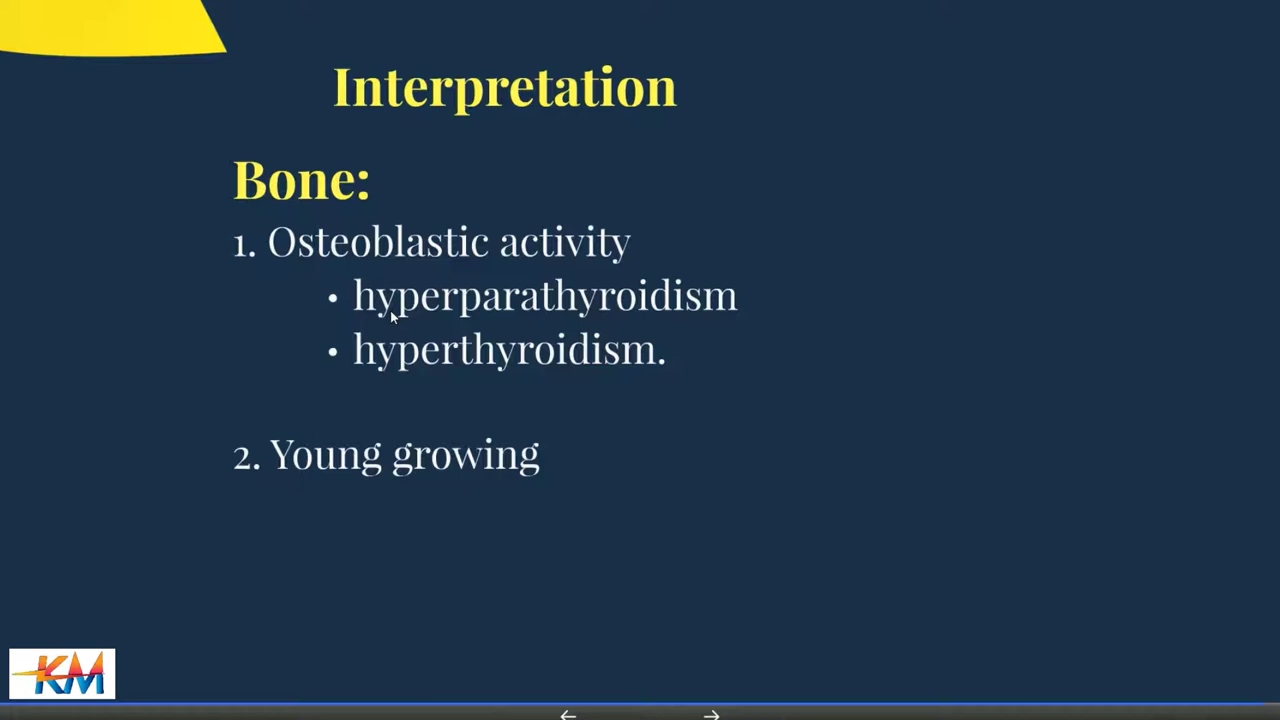 Interpretation
Bone:
1. Osteoblastic activity
• hyperparathyroidism
• hyperthyroidism.
2. Young growing
KM